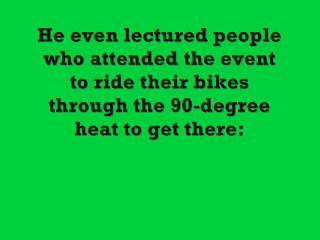 He even lectured people
who attended the event
to ride their bikes
through the 90-degree
heat to get there: